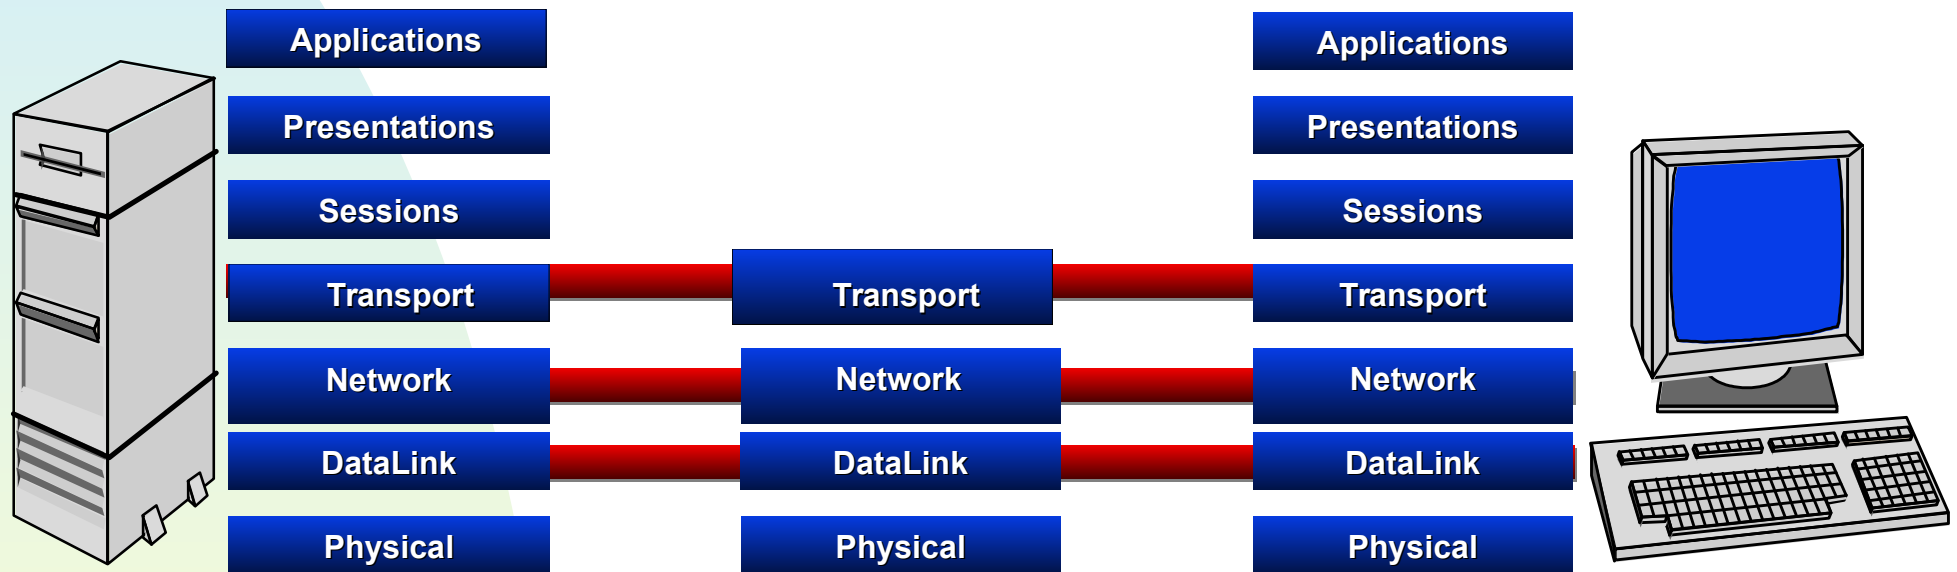 Applications
Applications
Presentations
Presentations
Sessions
Sessions
Transport
Transport
Transport
Network
Network
Network
DataLink
DataLink
DataLink
Physical
Physical
Physical